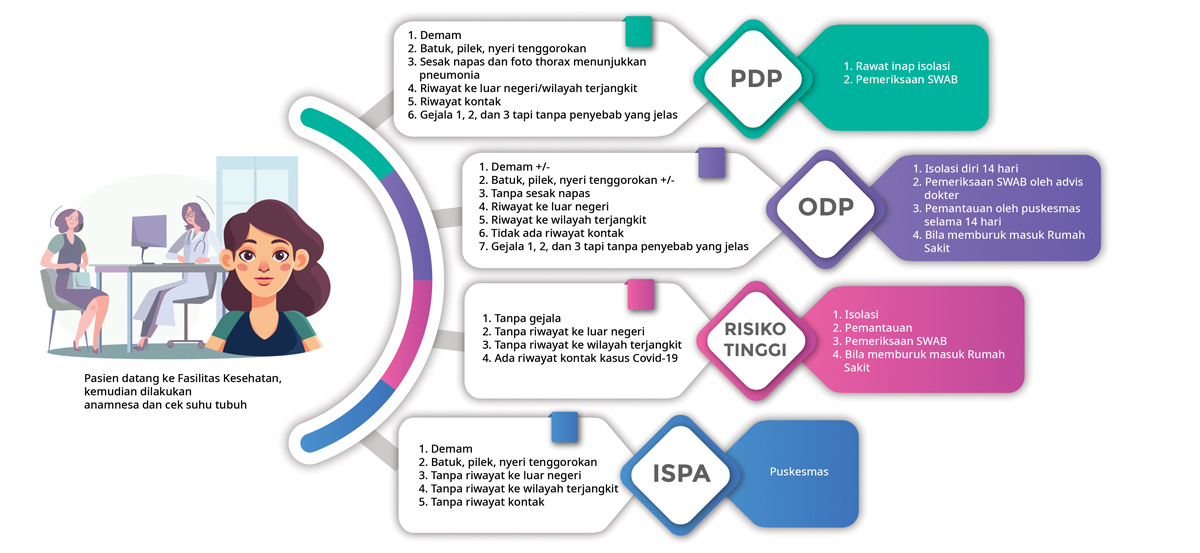 1. Demam
2. Batuk, pilek, nyeri tenggorokan
3. Sesak napas dan foto thorax menunjukkan
pneumonia
4. Riwayat ke luar negeri/wilayah terjangkit
5. Riwayat kontak
6. Gejala 1, 2, dan 3 tapi tanpa penyebab yang jelas
PDP
1. Rawat inap isolasi
2. Pemeriksaan SWAB
1. Demam +/-
2. Batuk, pilek, nyeri tenggorokan +/-
3. Tanpa sesak napas
4. Riwayat ke luar negeri
5. Riwayat ke wilayah terjangkit
6. Tidak ada riwayat kontak
7. Gejala 1, 2, dan 3 tapi tanpa penyebab yang jelas
ODP
1. Isolasi diri 14 hari
2. Pemeriksaan SWAB oleh advis
dokter
3. Pemantauan oleh puskesmas
selama 14 hari
4. Bila memburuk masuk Rumah
Sakit
1. Tanpa gejala
2. Tanpa riwayat ke luar negeri
3. Tanpa riwayat ke wilayah terjangkit
4. Ada riwayat kontak kasus Covid-19
RISIKO
TINGGI
1. Isolasi
2. Pemantauan
3. Pemeriksaan SWAB
4. Bila memburuk masuk Rumah
Sakit
Pasien datang ke Fasilitas Kesehatan,
kemudian dilakukan
anamnesa dan cek suhu tubuh
1. Demam
2. Batuk, pilek, nyeri tenggorokan
3. Tanpa riwayat ke luar negeri
4. Tanpa riwayat ke wilayah terjangkit
5. Tanpa riwayat kontak
ISPA
Puskesmas